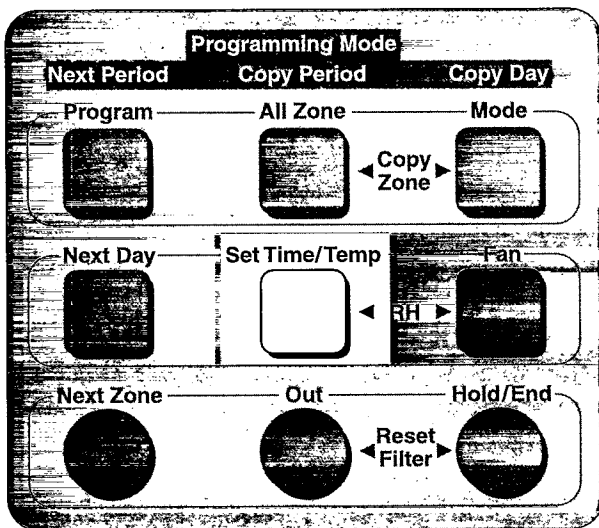 Programming Mode
Next Period Copy Period Copy Day
Program All Zone Mode
Copy
Zone
Next Day Set Time/Temp Fan
RH
Next Zone Out Hold/End
Reset
Filter